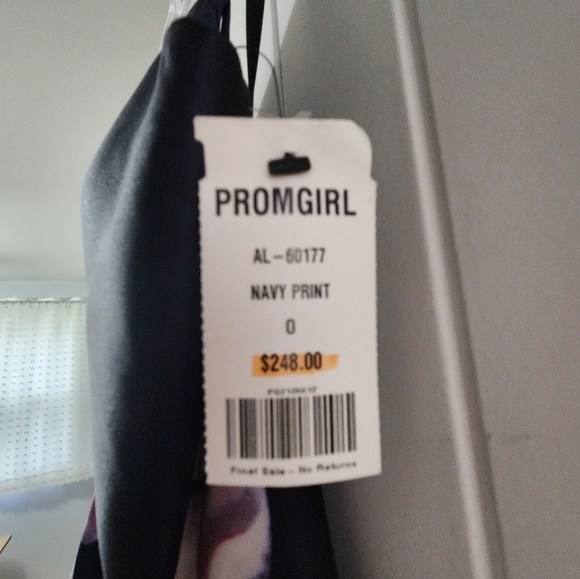 PROMGIRL
AL-60177
NAVY PRINT
0
$248.00
Final Sale - No Returns